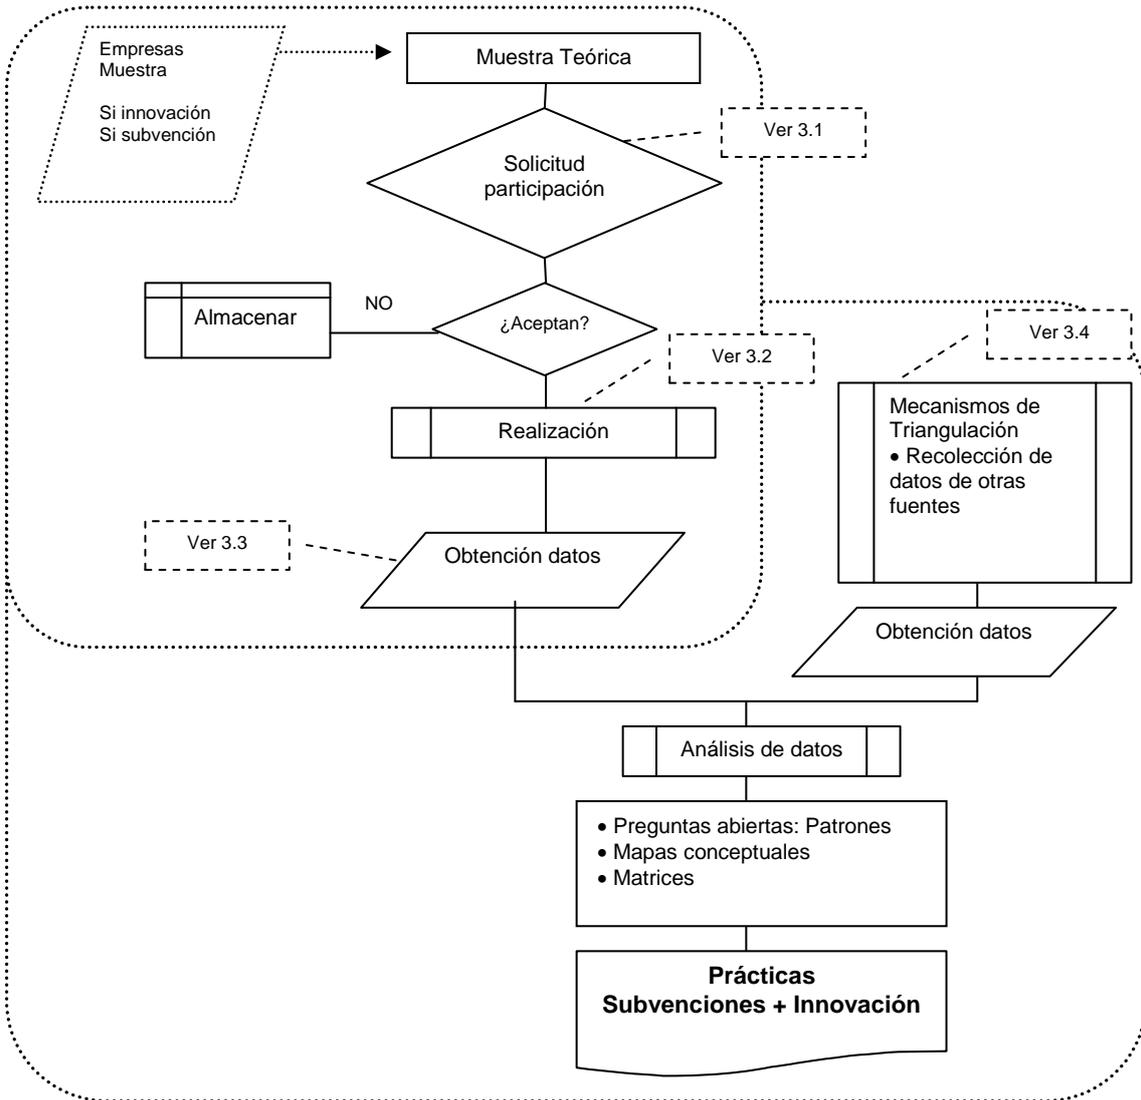 Empresas
Muestra
Si innovación
Si subvención
Muestra Teórica
Ver 3.1
Solicitud
participación
NO
Almacenar
¿Aceptan?
Ver 3.2
Ver 3.4
Realización
Mecanismos de
Triangulación
• Recolección de
datos de otras
fuentes
Ver 3.3
Obtención datos
Obtención datos
Análisis de datos
• Preguntas abiertas: Patrones
• Mapas conceptuales
• Matrices
Prácticas
Subvenciones + Innovación